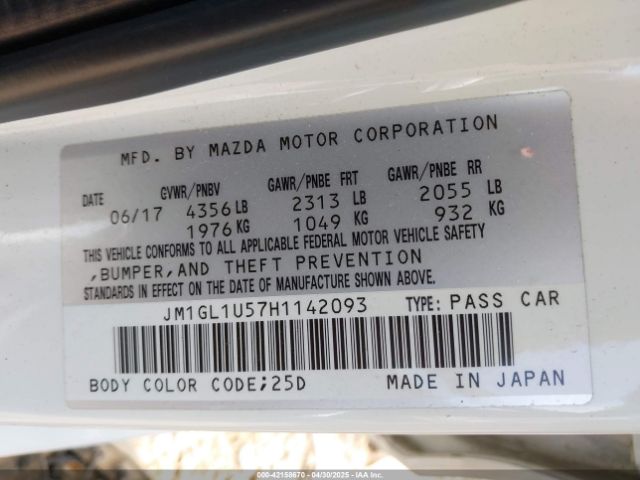 MFD. BY MAZDA MOTOR CORPORATION
DATE GVWR/PNBV GAWR/PNBE FRT GAWR/PNBE RR
06/17 4356LB 2313 LB 2055 LB
1976KG 1049 KG 932 KG
THIS VEHICLE CONFORMS TO ALL APPLICABLE FEDERAL MOTOR VEHICLE SAFETY
,BUMPER,AND THEFT PREVENTION
STANDARDS IN EFFECT ON THE DATE OF MANUFACTURE SHOWN ABOVE.
JM1GL1U57H1142093 TYPE: PASS CAR
BODY COLOR CODE;25D MADE IN JAPAN
000-42158670 - 04/30/2025 - IAAI.COM